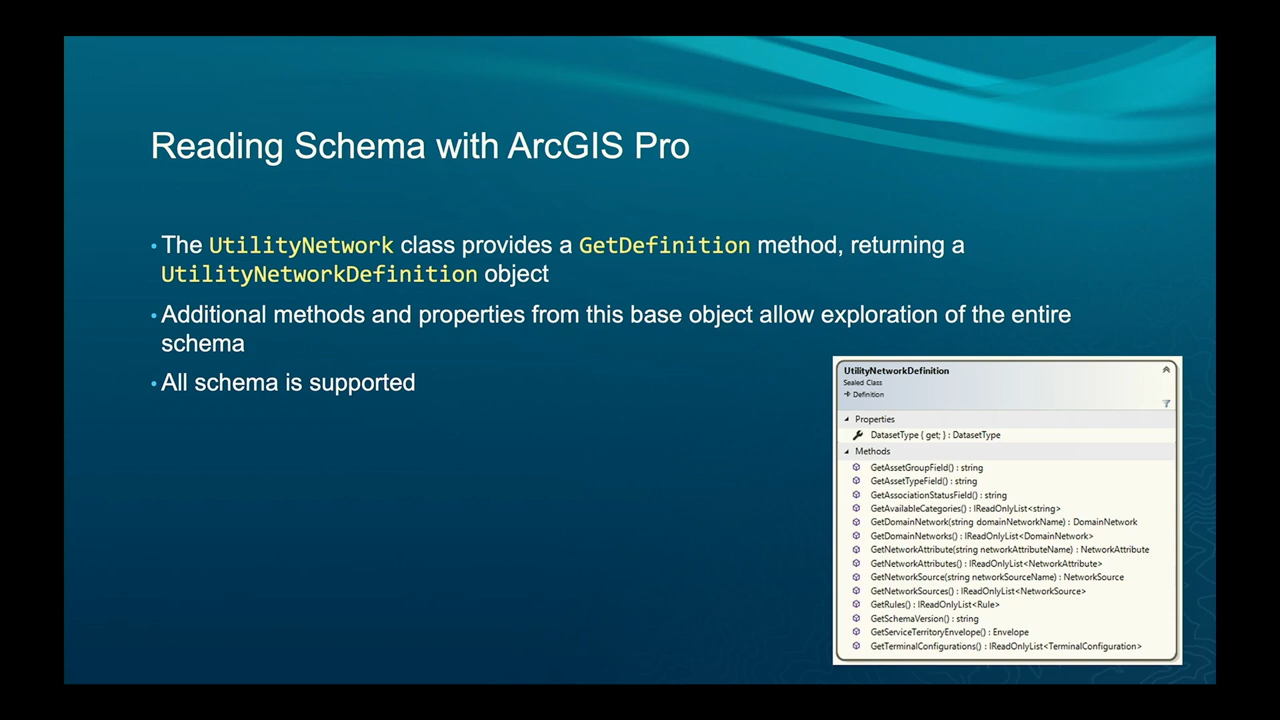 Reading Schema with ArcGIS Pro
• The UtilityNetwork class provides a GetDefinition method, returning a
UtilityNetworkDefinition object
• Additional methods and properties from this base object allow exploration of the entire
schema
• All schema is supported
UtilityNetworkDefinition
Sealed Class
Definition
Properties
DatasetType { get; } : DatasetType
Methods
GetAssetGroupField() : string
GetAssetTypeField() : string
GetAssociationStatusField() : string
GetAvailableCategories() : IReadOnlyList<string>
GetDomainNetwork(string domainNetworkName) : DomainNetwork
GetDomainNetworks() : IReadOnlyList<DomainNetwork>
GetNetworkAttribute(string networkAttributeName) : NetworkAttribute
GetNetworkAttributes() : IReadOnlyList<NetworkAttribute>
GetNetworkSource(string networkSourceName) : NetworkSource
GetNetworkSources() : IReadOnlyList<NetworkSource>
GetRules() : IReadOnlyList<Rule>
GetSchemaVersion() : string
GetServiceTerritoryEnvelope() : Envelope
GetTerminalConfigurations() : IReadOnlyList<TerminalConfiguration>